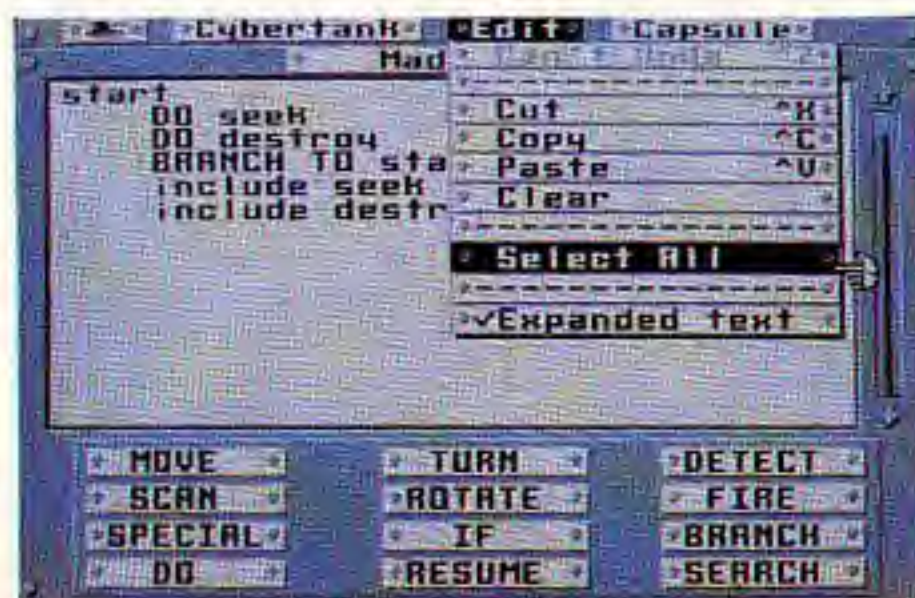 Cybertank Edit Capsule
Mad
start
DO seek
DO destroy
BRANCH TO sta
include seek
include destr
Cut ^X
Copy ^C
Paste ^V
Clear
Select All
✓Expanded text
MOVE TURN DETECT
SCAN ROTATE FIRE
SPECIAL IF BRANCH
DO RESUME SEARCH